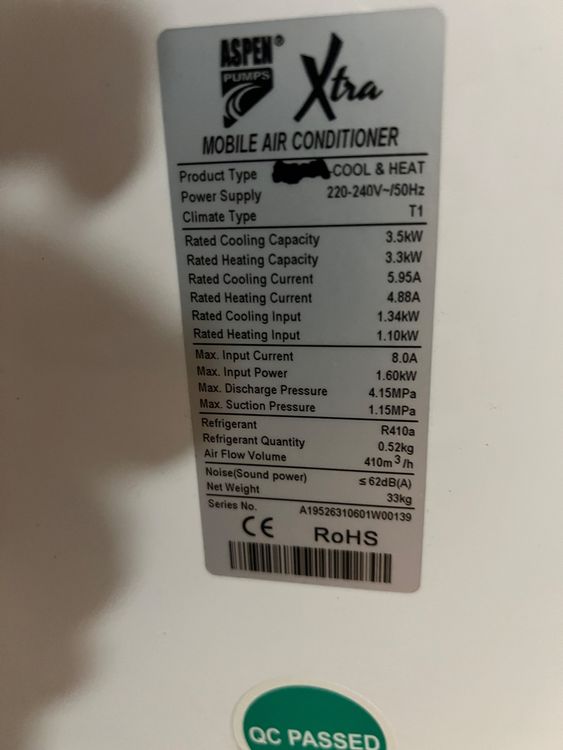 ASPEN®
PUMPS
Xtra
MOBILE AIR CONDITIONER
Product Type -COOL & HEAT
Power Supply 220-240V~/50Hz
Climate Type T1
Rated Cooling Capacity 3.5kW
Rated Heating Capacity 3.3kW
Rated Cooling Current 5.95A
Rated Heating Current 4.88A
Rated Cooling Input 1.34kW
Rated Heating Input 1.10kW
Max. Input Current 8.0A
Max. Input Power 1.60kW
Max. Discharge Pressure 4.15MPa
Max. Suction Pressure 1.15MPa
Refrigerant R410a
Refrigerant Quantity 0.52kg
Air Flow Volume 410m³/h
Noise(Sound power) ≤62dB(A)
Net Weight 33kg
Series No. A19526310601W00139
CE RoHS
QC PASSED